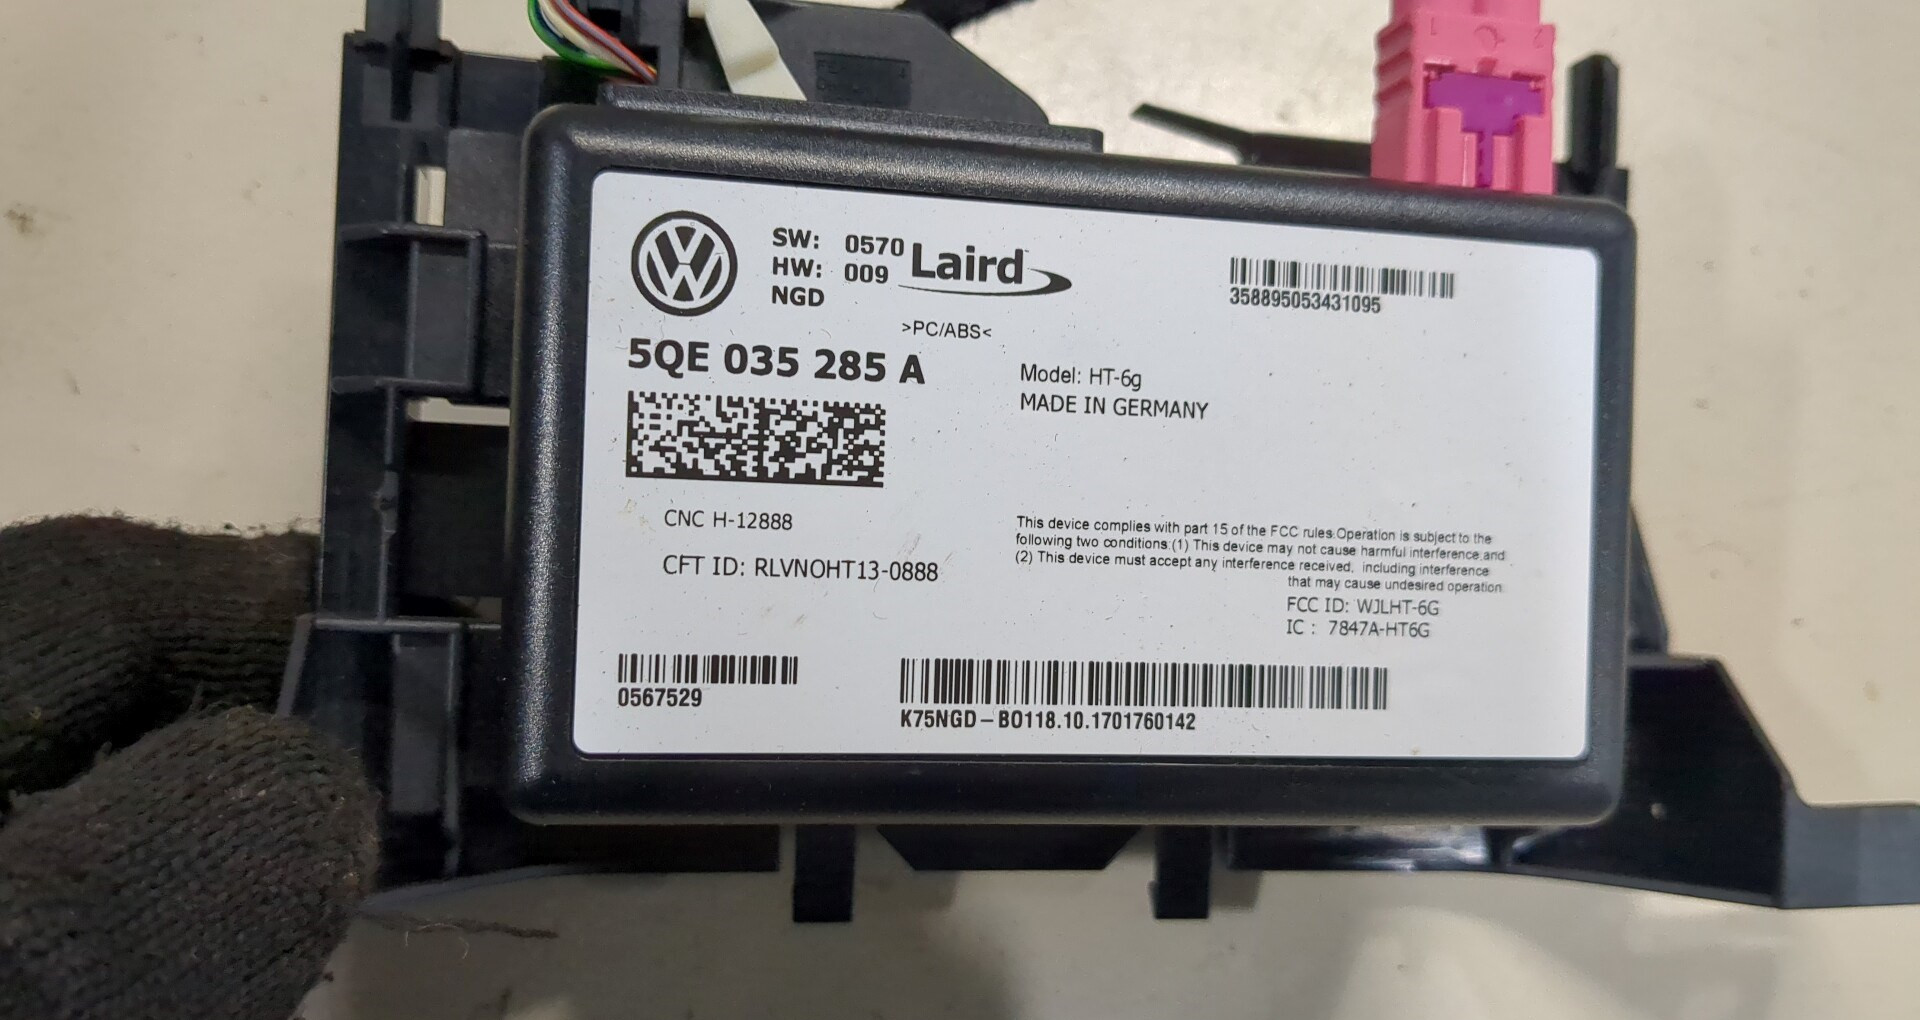 SW: 0570
HW: 009
NGD
Laird
358895053431095
>PC/ABS<
5QE 035 285 A
Model: HT-6g
MADE IN GERMANY
CNC H-12888
CFT ID: RLVNOHT13-0888
This device complies with part 15 of the FCC rules.Operation is subject to the
following two conditions:(1) This device may not cause harmful interference,and
(2) This device must accept any interference received, including interference
that may cause undesired operation
FCC ID: WJLHT-6G
IC : 7847A-HT6G
0567529
K75NGD-BO118.10.1701760142